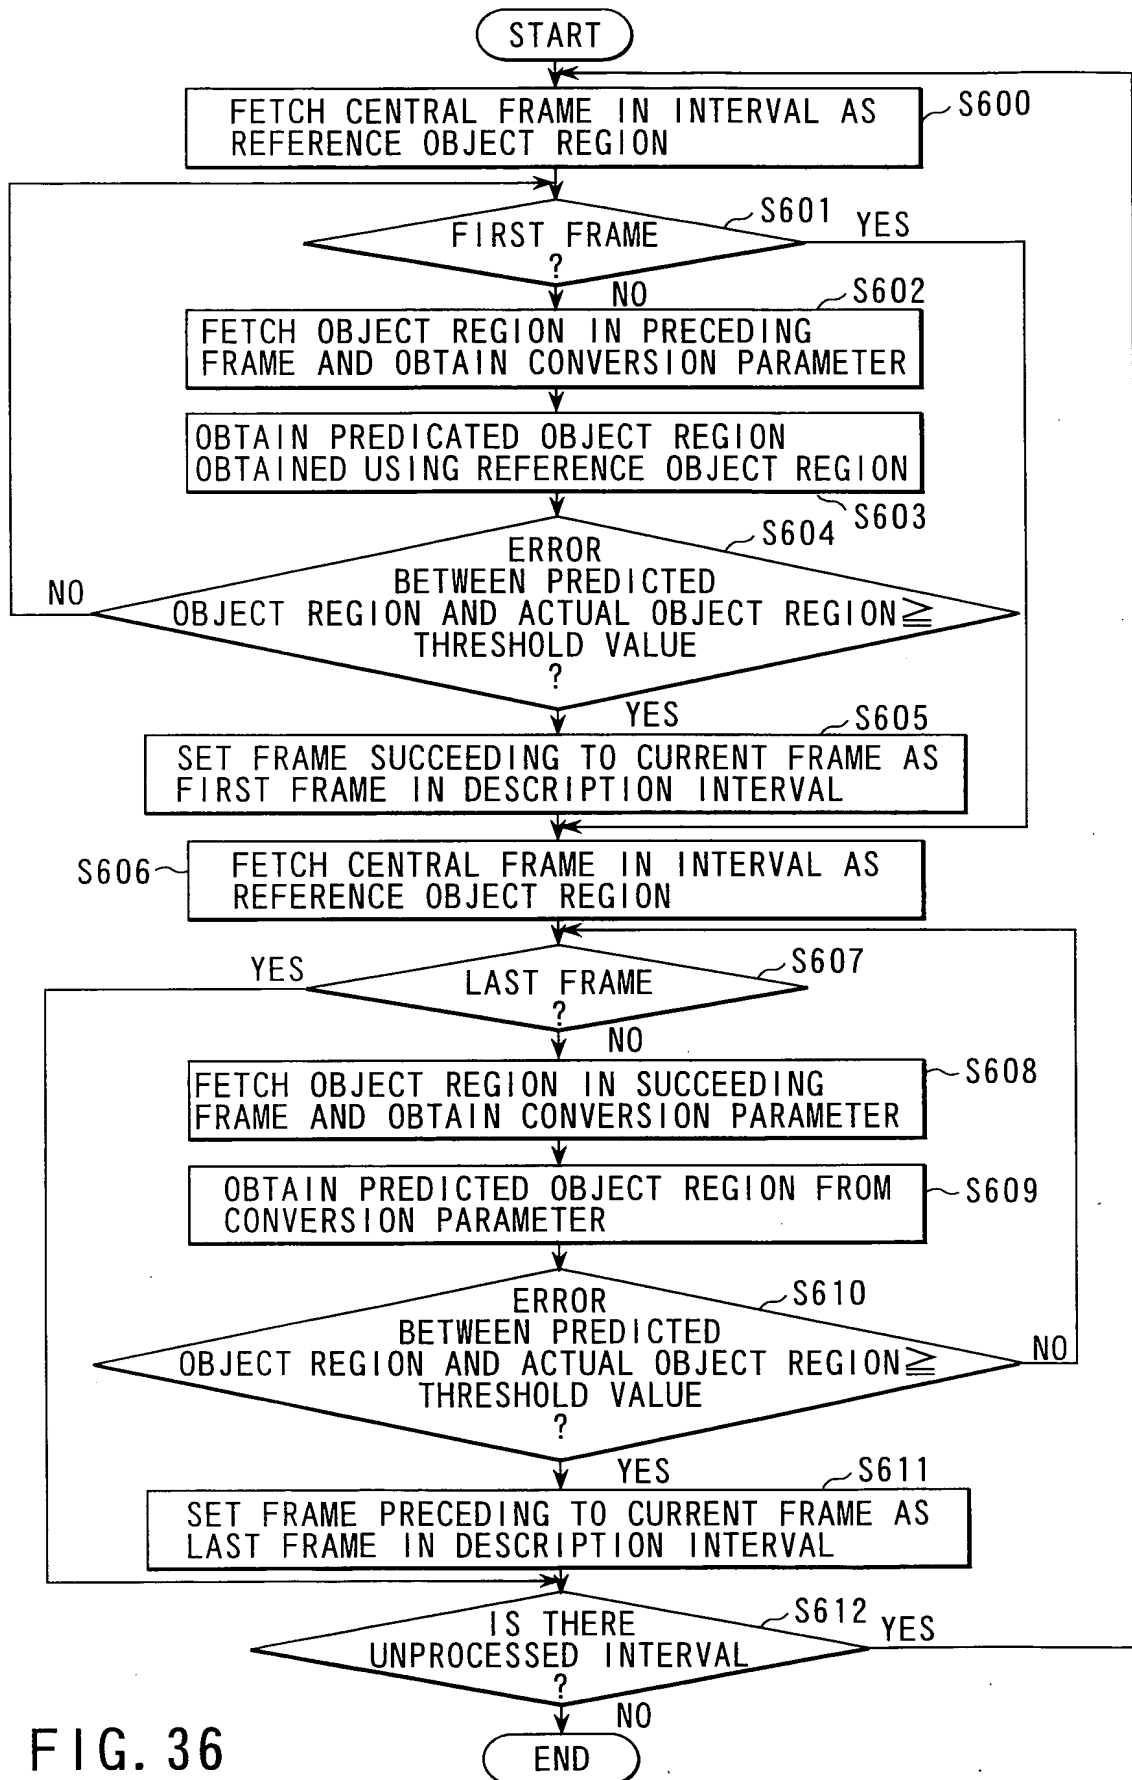 START
FETCH CENTRAL FRAME IN INTERVAL AS
REFERENCE OBJECT REGION
S600
FIRST FRAME
?
S601
YES
NO
S602
FETCH OBJECT REGION IN PRECEDING
FRAME AND OBTAIN CONVERSION PARAMETER
OBTAIN PREDICATED OBJECT REGION
OBTAINED USING REFERENCE OBJECT REGION
S603
S604
ERROR
BETWEEN PREDICTED
OBJECT REGION AND ACTUAL OBJECT REGION≧
THRESHOLD VALUE
?
NO
YES
S605
SET FRAME SUCCEEDING TO CURRENT FRAME AS
FIRST FRAME IN DESCRIPTION INTERVAL
S606
FETCH CENTRAL FRAME IN INTERVAL AS
REFERENCE OBJECT REGION
YES
LAST FRAME
?
S607
NO
FETCH OBJECT REGION IN SUCCEEDING
FRAME AND OBTAIN CONVERSION PARAMETER
S608
OBTAIN PREDICTED OBJECT REGION FROM
CONVERSION PARAMETER
S609
S610
ERROR
BETWEEN PREDICTED
OBJECT REGION AND ACTUAL OBJECT REGION≧
THRESHOLD VALUE
?
NO
YES
S611
SET FRAME PRECEDING TO CURRENT FRAME AS
LAST FRAME IN DESCRIPTION INTERVAL
S612
IS THERE
UNPROCESSED INTERVAL
?
YES
NO
END
FIG. 36